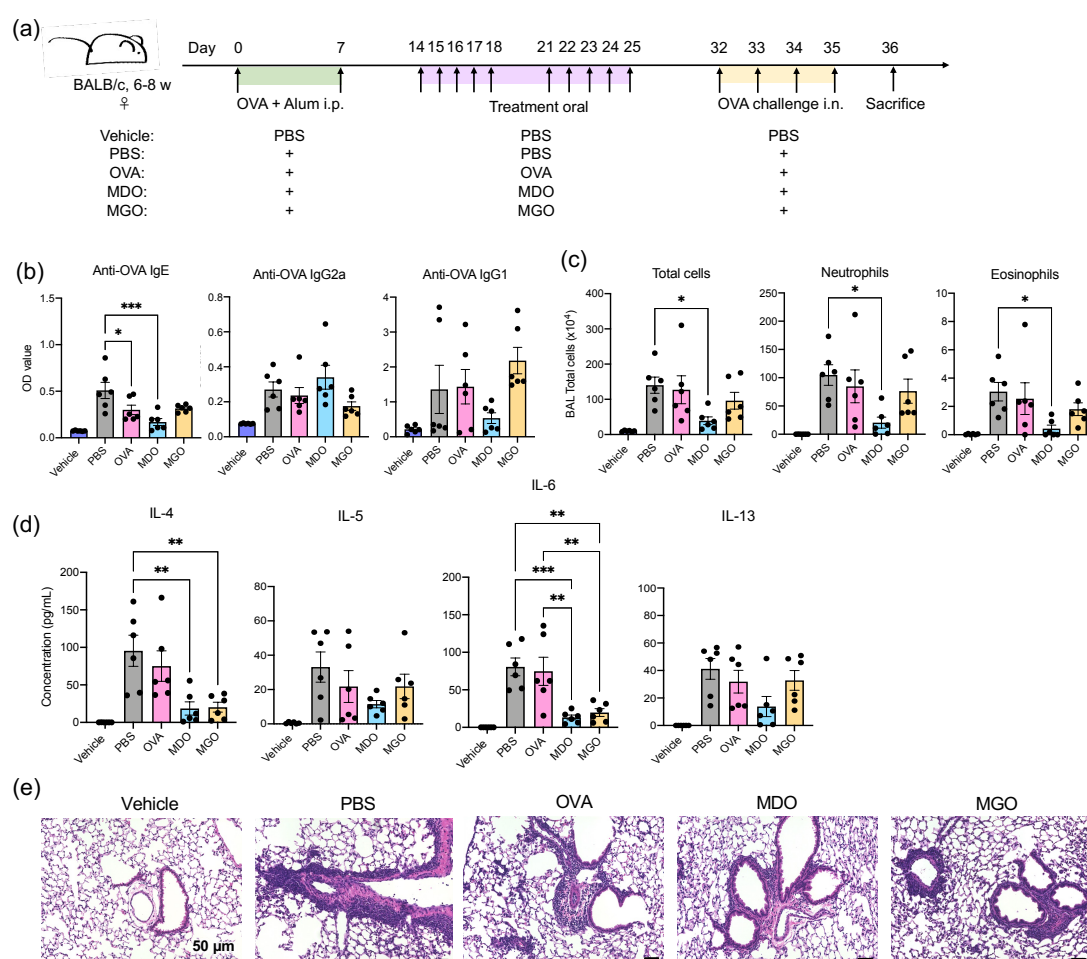 (a)
Day 0 7 14 15 16 17 18 21 22 23 24 25 32 33 34 35 36
BALB/c, 6-8 w
♀
OVA + Alum i.p. Treatment oral OVA challenge i.n. Sacrifice
Vehicle: PBS PBS PBS
PBS: + PBS +
OVA: + OVA +
MDO: + MDO +
MGO: + MGO +
(b)
Anti-OVA IgE
OD value
1.5
1.0
0.5
0.0
***
*
Vehicle PBS OVA MDO MGO
Anti-OVA IgG2a
0.8
0.6
0.4
0.2
0.0
Vehicle PBS OVA MDO MGO
Anti-OVA IgG1
4
3
2
1
0
Vehicle PBS OVA MDO MGO
(c)
Total cells
BAL Total cells (x10⁴)
400
300
200
100
0
*
Vehicle PBS OVA MDO MGO
Neutrophils
250
200
150
100
50
0
*
Vehicle PBS OVA MDO MGO
Eosinophils
10
8
6
4
2
0
*
Vehicle PBS OVA MDO MGO
(d)
IL-4
Concentration (pg/mL)
200
150
100
50
0
**
**
Vehicle PBS OVA MDO MGO
IL-5
80
60
40
20
0
Vehicle PBS OVA MDO MGO
IL-6
200
150
100
50
0
**
**
***
**
Vehicle PBS OVA MDO MGO
IL-13
100
80
60
40
20
0
Vehicle PBS OVA MDO MGO
(e)
Vehicle PBS OVA MDO MGO
50 µm